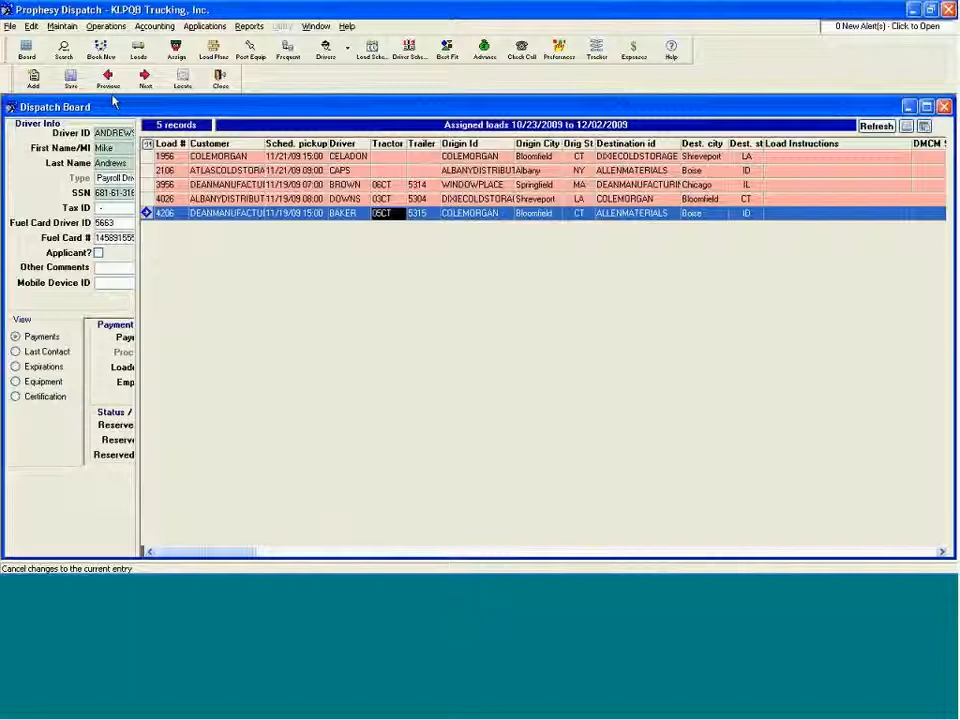 Prophesy Dispatch - KLPQB Trucking, Inc.
File Edit Maintain Operations Accounting Applications Reports Utility Window Help
0 New Alert(s) - Click to Open
Board Search Book New Loads Assign Load Plans Post Equip Frequent Drivers Load Sche... Driver Sche... Best Fit Advance Check Call Preferences Tracker Expenses Help
Add Save Previous Next Locate Close
Dispatch Board
Driver Info
Driver ID ANDREWS
First Name/MI Mike
Last Name Andrews
Type Payroll Driv
SSN 681-61-316
Tax ID -
Fuel Card Driver ID 5663
Fuel Card # 145891555
Applicant?
Other Comments
Mobile Device ID
View
Payments
Last Contact
Expirations
Equipment
Certification
Payment
Pay
Proc
Loade
Emp
Status /
Reserve
Reserve
Reserved
5 records Assigned loads 10/23/2009 to 12/02/2009 Refresh
Load # Customer Sched. pickup Driver Tractor Trailer Origin Id Origin City Orig St Destination id Dest. city Dest. st Load Instructions DMCM
1956 COLEMORGAN 11/21/09 15:00 CELADON COLEMORGAN Bloomfield CT DIXIECOLDSTORAGE Shreveport LA
2106 ATLASCOLDSTORA 11/21/09 09:00 CAPS ALBANYDISTRIBUT Albany NY ALLENMATERIALS Boise ID
3956 DEANMANUFACTU 11/19/09 07:00 BROWN 06CT 5314 WINDOWPLACE Springfield MA DEANMANUFACTURIN Chicago IL
4026 ALBANYDISTRIBUT 11/19/09 08:00 DOWNS 03CT 5304 DIXIECOLDSTORA Shreveport LA COLEMORGAN Bloomfield CT
4206 DEANMANUFACTU 11/19/09 15:00 BAKER 05CT 5315 COLEMORGAN Bloomfield CT ALLENMATERIALS Boise ID
Cancel changes to the current entry